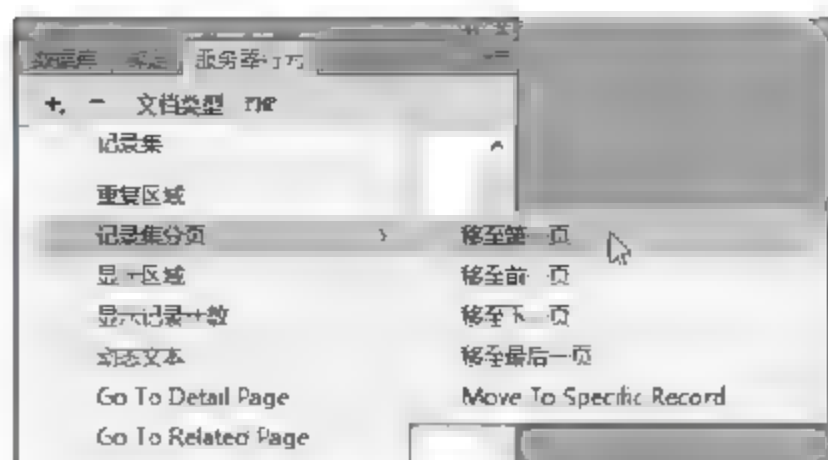 数据库 绑定 服务器行为
文档类型 PHP
记录集
重复区域
记录集分页
移至第一页
显示区域
移至前一页
显示记录计数
移至下一页
动态文本
移至最后一页
Go To Detail Page
Move To Specific Record
Go To Related Page